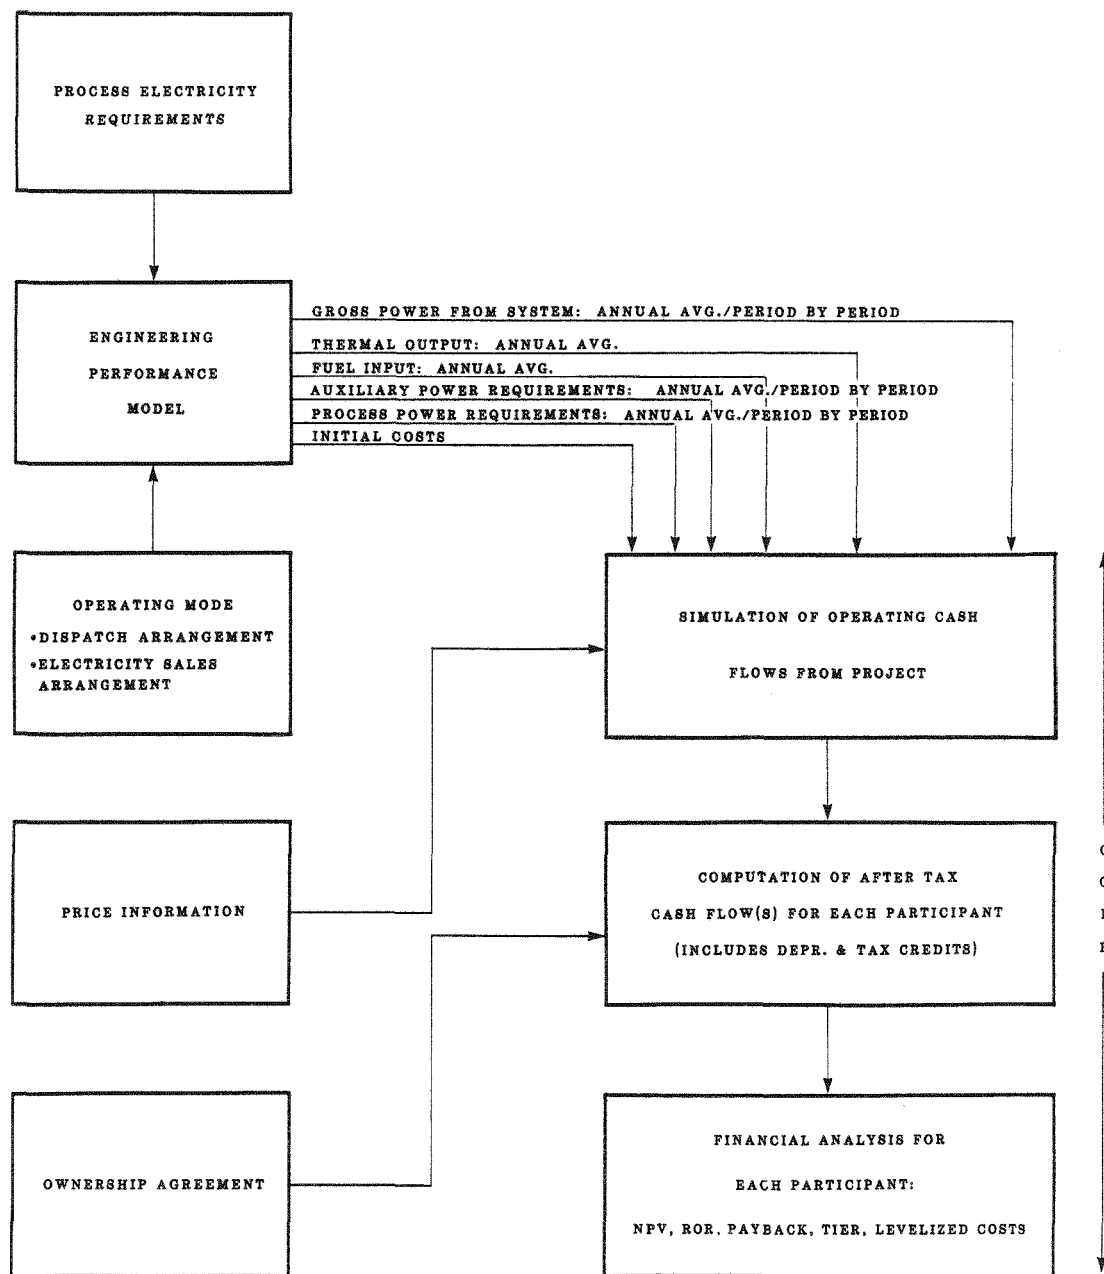 PROCESS ELECTRICITY
REQUIREMENTS
ENGINEERING
PERFORMANCE
MODEL
GROSS POWER FROM SYSTEM: ANNUAL AVG./PERIOD BY PERIOD
THERMAL OUTPUT: ANNUAL AVG.
FUEL INPUT: ANNUAL AVG.
AUXILIARY POWER REQUIREMENTS: ANNUAL AVG./PERIOD BY PERIOD
PROCESS POWER REQUIREMENTS: ANNUAL AVG./PERIOD BY PERIOD
INITIAL COSTS
OPERATING MODE
•DISPATCH ARRANGEMENT
•ELECTRICITY SALES
ARRANGEMENT
SIMULATION OF OPERATING CASH
FLOWS FROM PROJECT
PRICE INFORMATION
COMPUTATION OF AFTER TAX
CASH FLOW(S) FOR EACH PARTICIPANT
(INCLUDES DEPR. & TAX CREDITS)
OWNERSHIP AGREEMENT
FINANCIAL ANALYSIS FOR
EACH PARTICIPANT:
NPV, ROR, PAYBACK, TIER, LEVELIZED COSTS